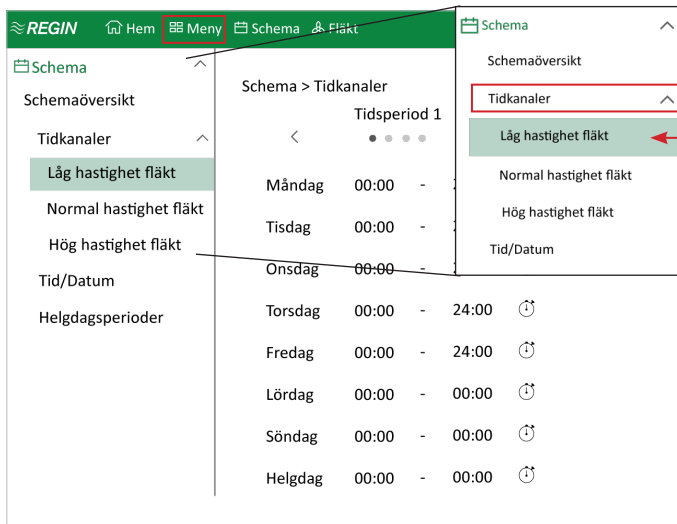 REGIN Hem Meny Schema Fläkt
Schema
Schemaöversikt
Tidkanaler
Låg hastighet fläkt
Normal hastighet fläkt
Hög hastighet fläkt
Tid/Datum
Helgdagsperioder
Schema > Tidkanaler
Tidsperiod 1
Måndag 00:00 -
Tisdag 00:00 -
Onsdag 00:00 -
Torsdag 00:00 - 24:00
Fredag 00:00 - 24:00
Lördag 00:00 - 00:00
Söndag 00:00 - 00:00
Helgdag 00:00 - 00:00
Schema
Schemaöversikt
Tidkanaler
Låg hastighet fläkt
Normal hastighet fläkt
Hög hastighet fläkt
Tid/Datum